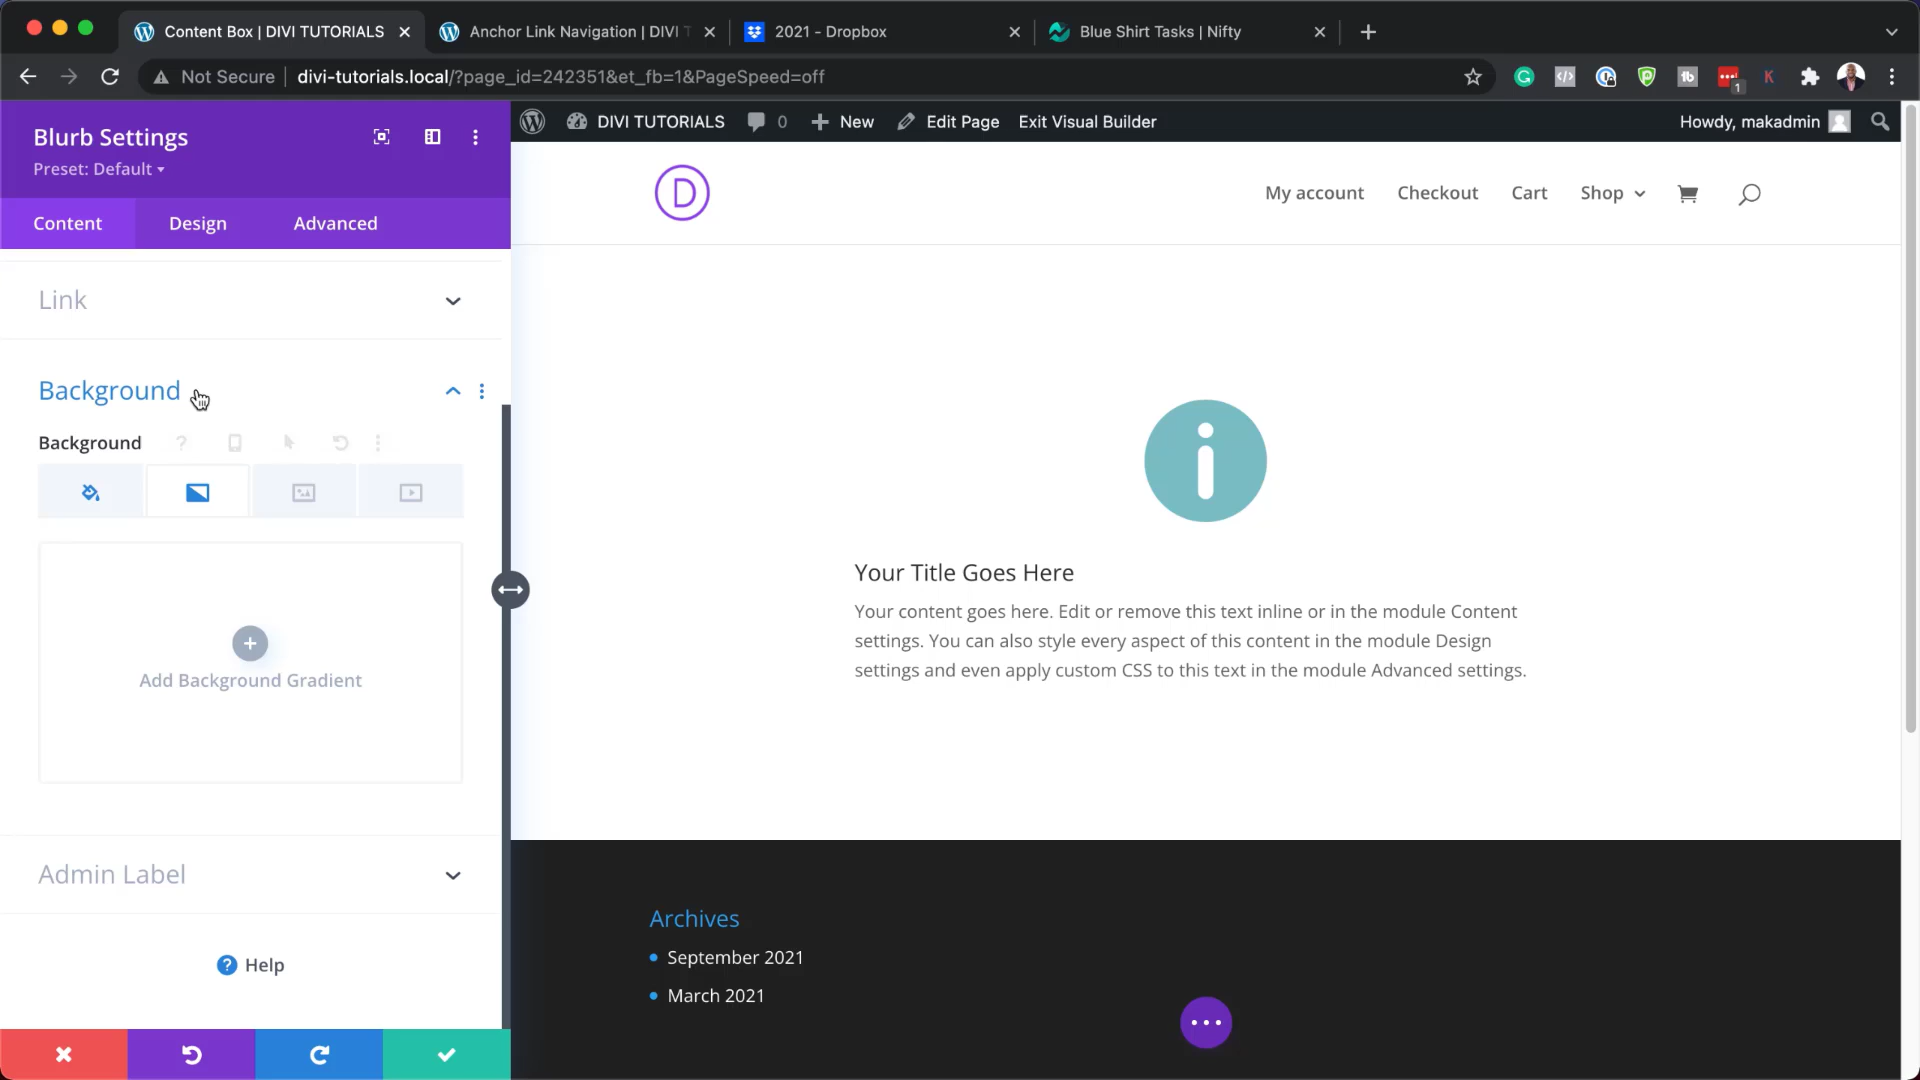 Content Box | DIVI TUTORIALS
Anchor Link Navigation | DIVI T
2021 - Dropbox
Blue Shirt Tasks | Nifty
Not Secure
divi-tutorials.local/?page_id=242351&et_fb=1&PageSpeed=off
Blurb Settings
Preset: Default
Content
Design
Advanced
Link
Background
Background
Add Background Gradient
Admin Label
Help
DIVI TUTORIALS
0
New
Edit Page
Exit Visual Builder
Howdy, makadmin
D
My account
Checkout
Cart
Shop
Your Title Goes Here
Your content goes here. Edit or remove this text inline or in the module Content
settings. You can also style every aspect of this content in the module Design
settings and even apply custom CSS to this text in the module Advanced settings.
Archives
September 2021
March 2021